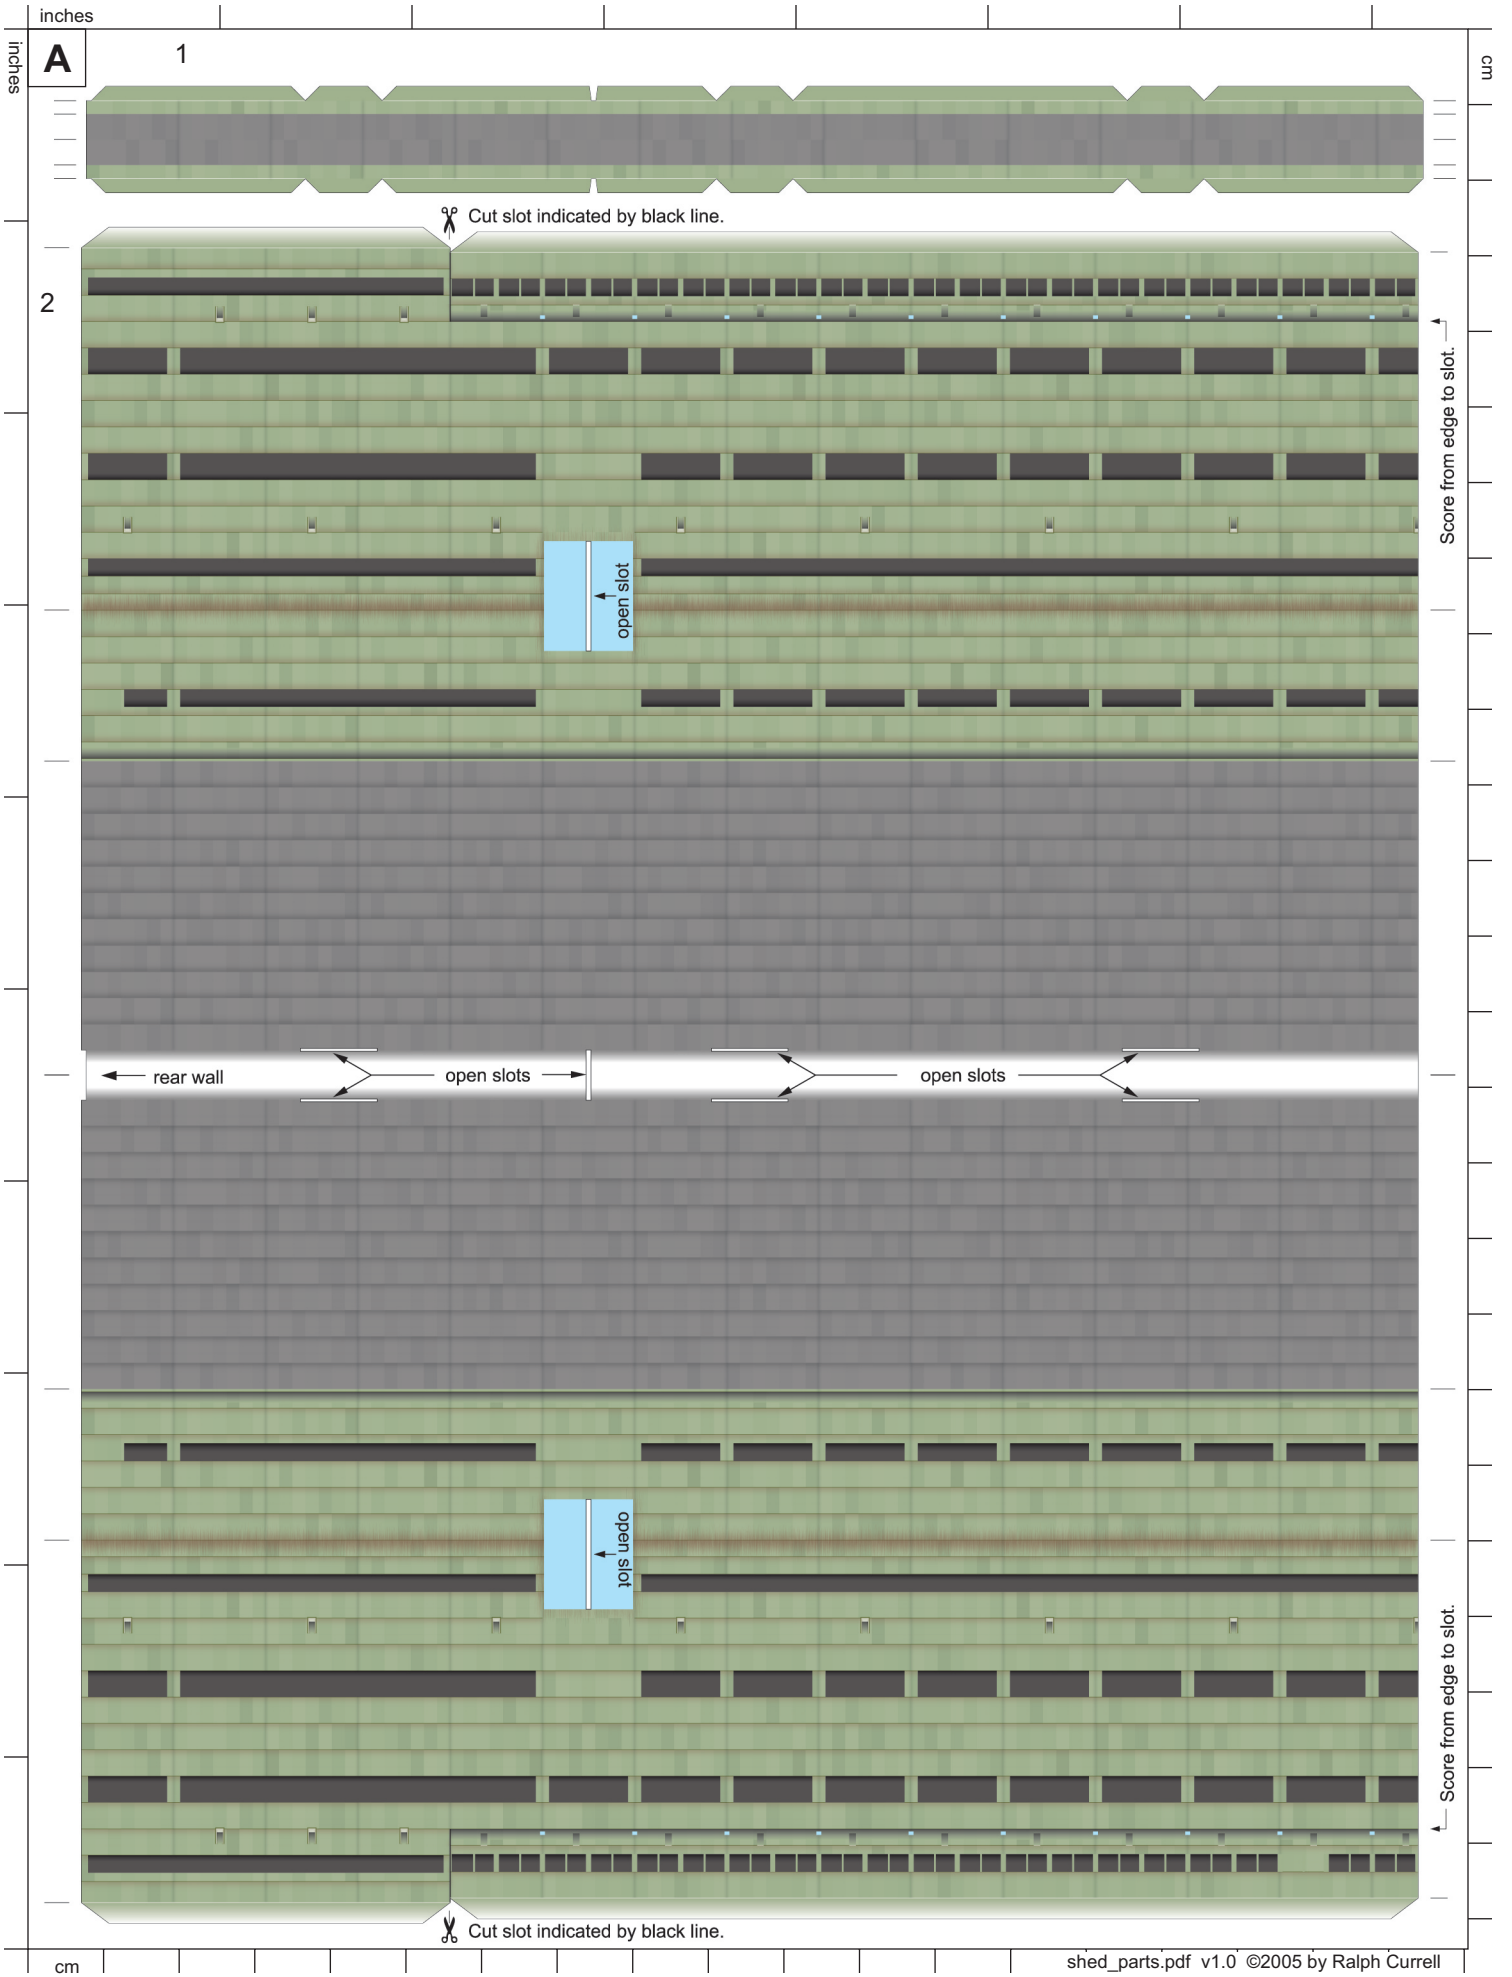 inches
inches
A
1
cm
Cut slot indicated by black line.
2
Score from edge to slot.
open slot
rear wall
open slots
open slots
open slot
Score from edge to slot.
Cut slot indicated by black line.
cm
shed_parts.pdf v1.0 ©2005 by Ralph Currell